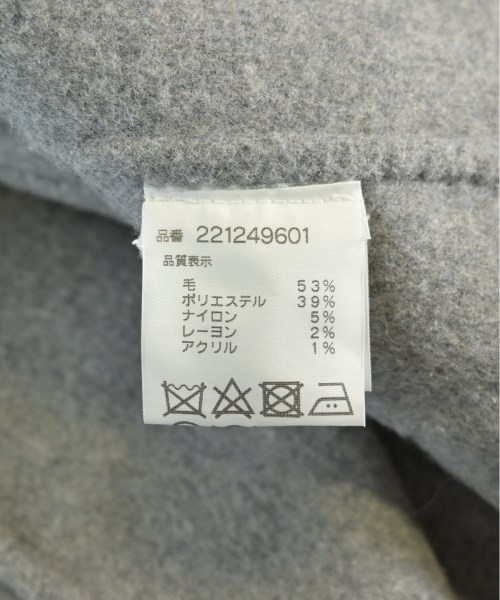 品番 221249601
品質表示
毛 53%
ポリエステル 39%
ナイロン 5%
レーヨン 2%
アクリル 1%